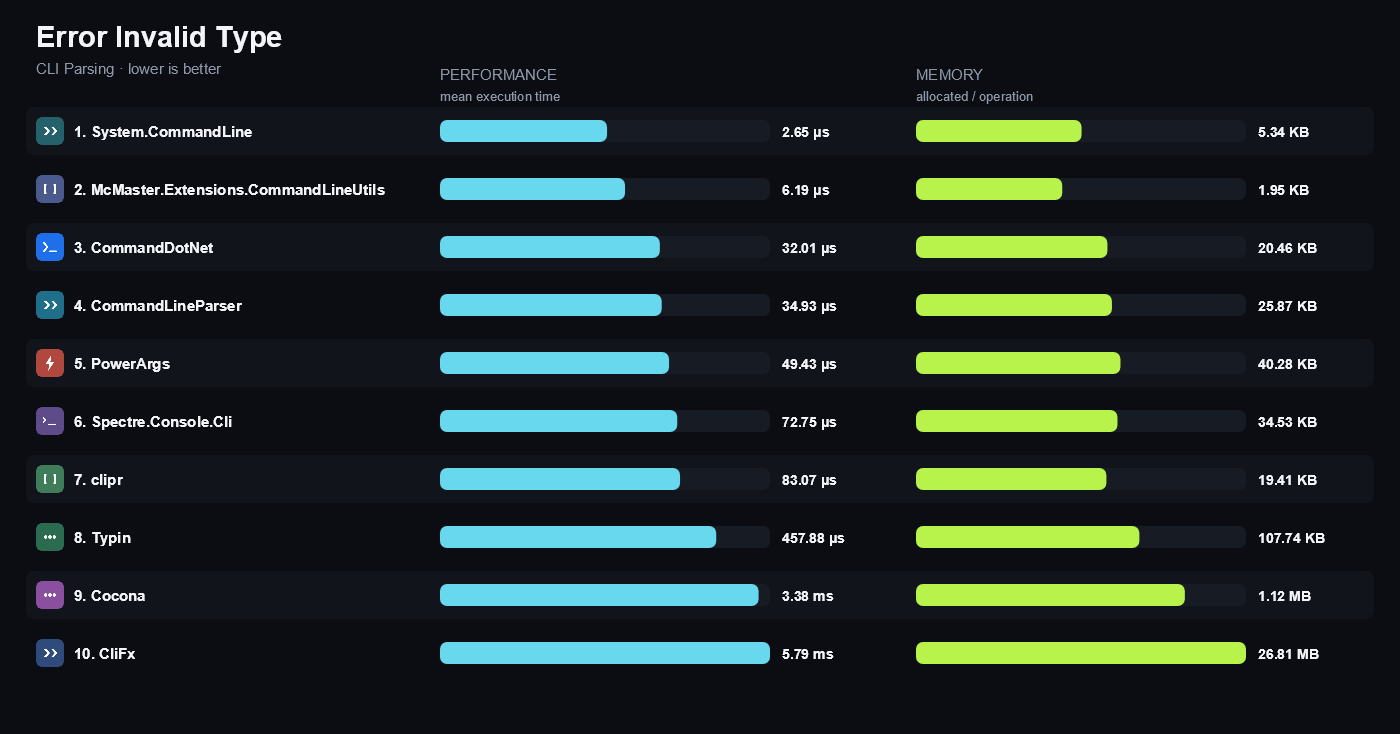 Error Invalid Type
CLI Parsing · lower is better
PERFORMANCE
mean execution time
MEMORY
allocated / operation
1. System.CommandLine 2.65 µs 5.34 KB
2. McMaster.Extensions.CommandLineUtils 6.19 µs 1.95 KB
3. CommandDotNet 32.01 µs 20.46 KB
4. CommandLineParser 34.93 µs 25.87 KB
5. PowerArgs 49.43 µs 40.28 KB
6. Spectre.Console.Cli 72.75 µs 34.53 KB
7. clipr 83.07 µs 19.41 KB
8. Typin 457.88 µs 107.74 KB
9. Cocona 3.38 ms 1.12 MB
10. CliFx 5.79 ms 26.81 MB